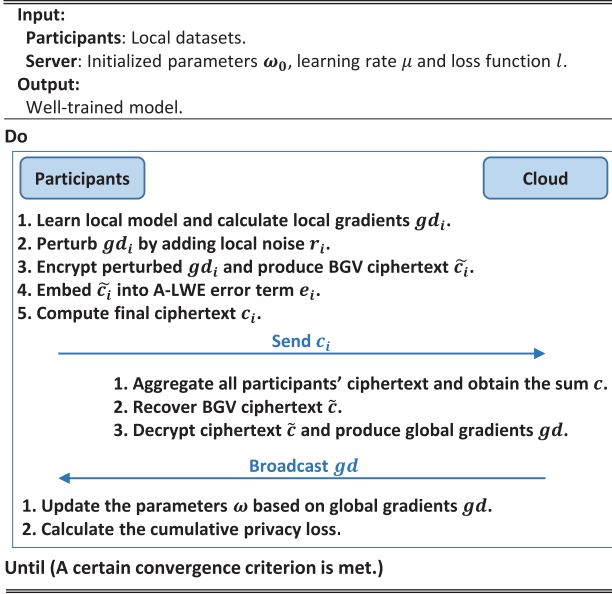 Input:
Participants: Local datasets.
Server: Initialized parameters ω₀, learning rate μ and loss function l.
Output:
Well-trained model.
Do
Participants
Cloud
1. Learn local model and calculate local gradients gdᵢ.
2. Perturb gdᵢ by adding local noise rᵢ.
3. Encrypt perturbed gdᵢ and produce BGV ciphertext c̃ᵢ.
4. Embed c̃ᵢ into A-LWE error term eᵢ.
5. Compute final ciphertext cᵢ.
Send cᵢ
1. Aggregate all participants’ ciphertext and obtain the sum c.
2. Recover BGV ciphertext c̃.
3. Decrypt ciphertext c̃ and produce global gradients gd.
Broadcast gd
1. Update the parameters ω based on global gradients gd.
2. Calculate the cumulative privacy loss.
Until (A certain convergence criterion is met.)